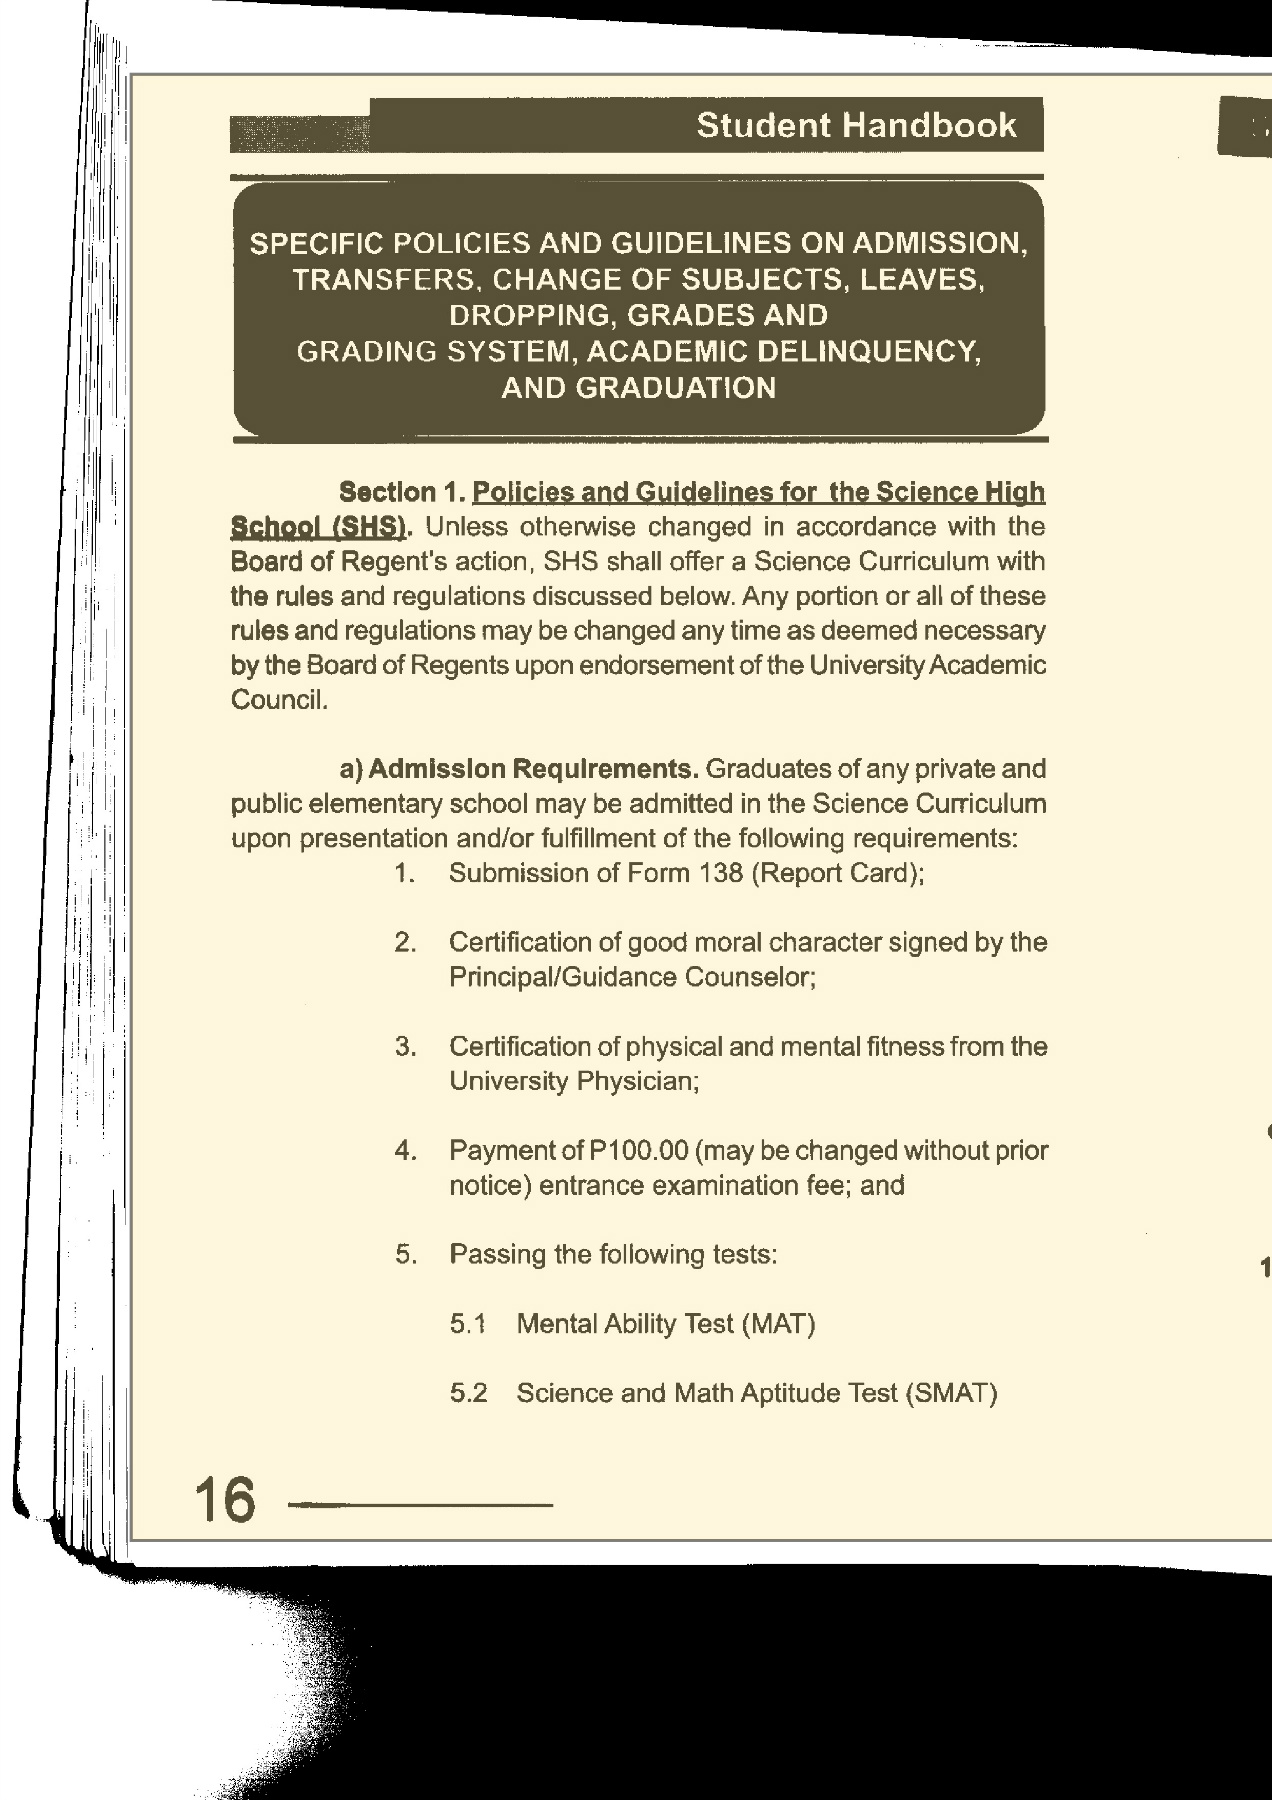 Student Handbook
SPECIFIC POLICIES AND GUIDELINES ON ADMISSION,
TRANSFERS, CHANGE OF SUBJECTS, LEAVES,
DROPPING, GRADES AND
GRADING SYSTEM, ACADEMIC DELINQUENCY,
AND GRADUATION
Section 1. Policies and Guidelines for the Science High
School (SHS). Unless otherwise changed in accordance with the
Board of Regent's action, SHS shall offer a Science Curriculum with
the rules and regulations discussed below. Any portion or all of these
rules and regulations may be changed any time as deemed necessary
by the Board of Regents upon endorsement of the University Academic
Council.
a) Admission Requirements. Graduates of any private and
public elementary school may be admitted in the Science Curriculum
upon presentation and/or fulfillment of the following requirements:
1. Submission of Form 138 (Report Card);
2. Certification of good moral character signed by the
Principal/Guidance Counselor;
3. Certification of physical and mental fitness from the
University Physician;
4. Payment of P100.00 (may be changed without prior
notice) entrance examination fee; and
5. Passing the following tests:
5.1 Mental Ability Test (MAT)
5.2 Science and Math Aptitude Test (SMAT)
16